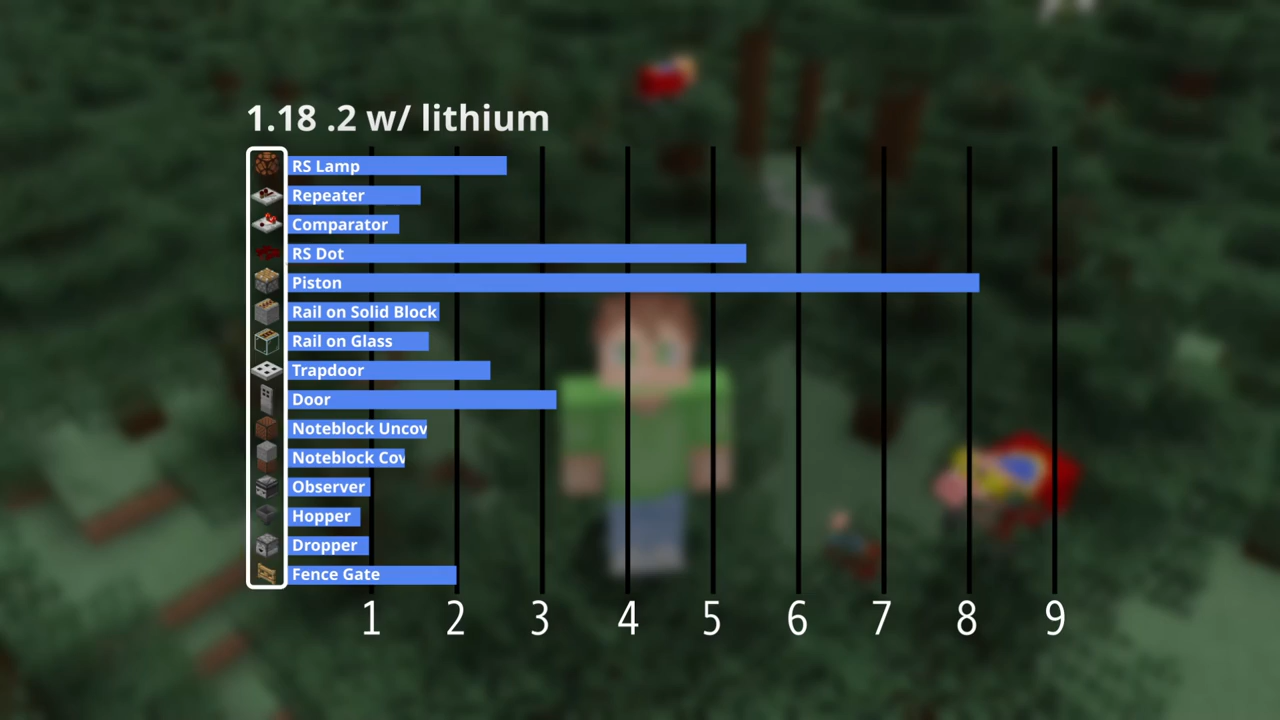 1.18 .2 w/ lithium
RS Lamp
Repeater
Comparator
RS Dot
Piston
Rail on Solid Block
Rail on Glass
Trapdoor
Door
Noteblock Uncov
Noteblock Cov
Observer
Hopper
Dropper
Fence Gate
1 2 3 4 5 6 7 8 9